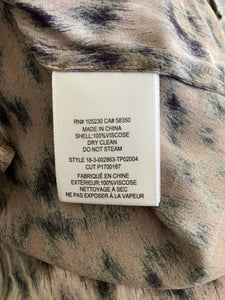 RN# 105230 CA# 58350
MADE IN CHINA
SHELL:100%VISCOSE
DRY CLEAN
DO NOT STEAM
STYLE 18-3-002863-TP02004
CUT P1700187
FABRIQUÉ EN CHINE
EXTÉRIEUR:100%VISCOSE
NETTOYAGE À SEC
NE PAS EXPOSER À LA VAPEUR